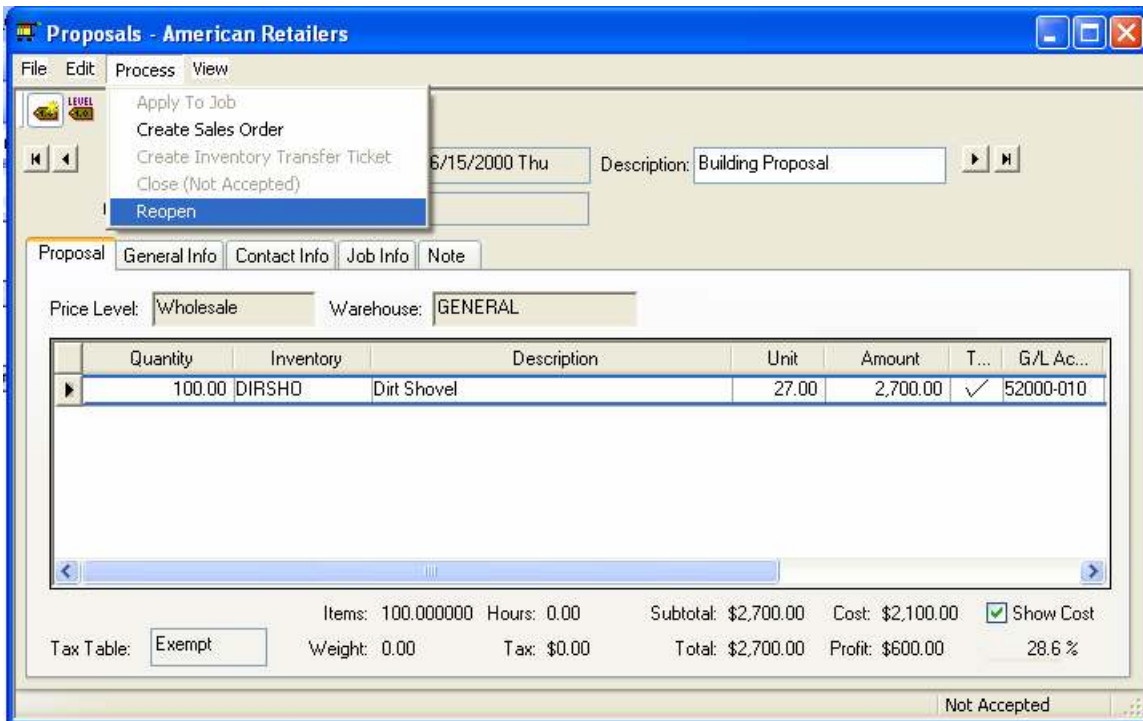 Proposals - American Retailers
File Edit Process View
LEVEL
Apply To Job
Create Sales Order
Create Inventory Transfer Ticket
Close (Not Accepted)
Reopen
6/15/2000 Thu Description: Building Proposal
Proposal General Info Contact Info Job Info Note
Price Level: Wholesale Warehouse: GENERAL
Quantity Inventory Description Unit Amount T... G/L Ac...
100.00 DIRSHO Dirt Shovel 27.00 2,700.00 52000-010
Items: 100.000000 Hours: 0.00 Subtotal: $2,700.00 Cost: $2,100.00 Show Cost
Tax Table: Exempt Weight: 0.00 Tax: $0.00 Total: $2,700.00 Profit: $600.00 28.6 %
Not Accepted